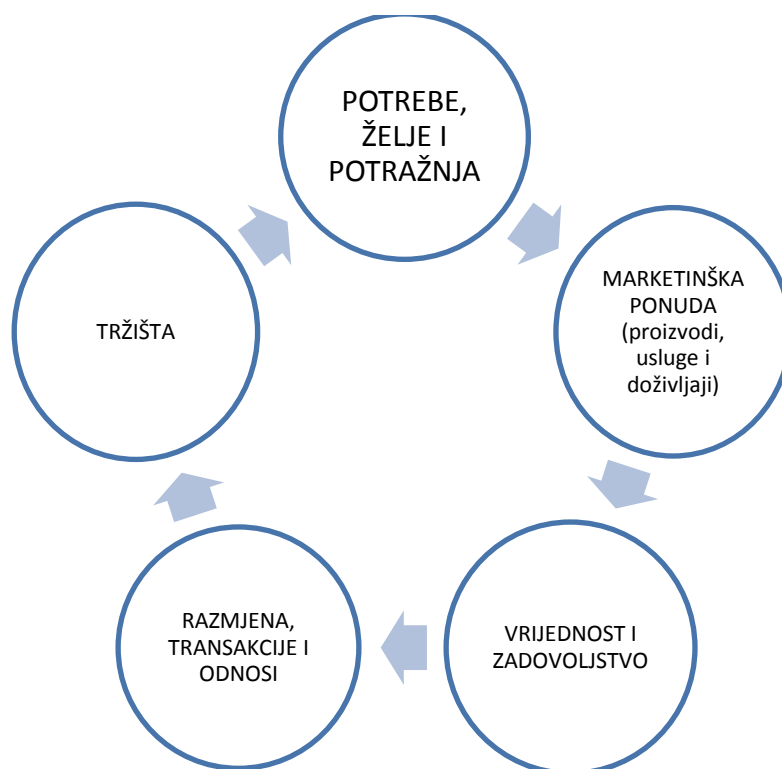 POTREBE,
ŽELJE I
POTRAŽNJA
MARKETINŠKA
PONUDA
(proizvodi,
usluge i
doživljaji)
VRIJEDNOST I
ZADOVOLJSTVO
RAZMJENA,
TRANSAKCIJE I
ODNOSI
TRŽIŠTA